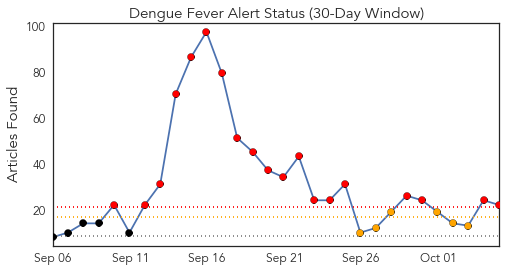 Dengue Fever Alert Status (30-Day Window)
Articles Found
100
80
60
40
20
Sep 06
Sep 11
Sep 16
Sep 21
Sep 26
Oct 01